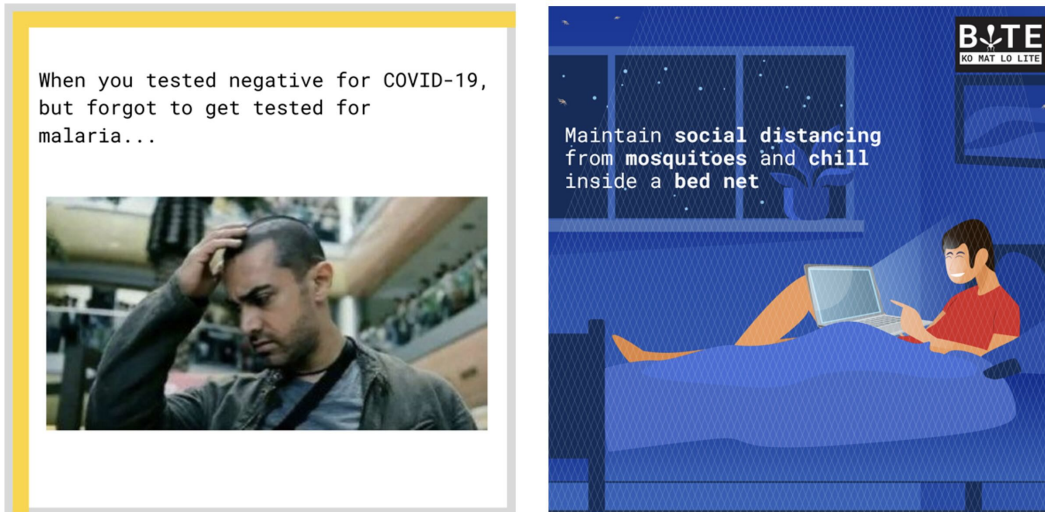 When you tested negative for COVID-19,
but forgot to get tested for
malaria...
BITE
KO MAT LO LITE
Maintain social distancing
from mosquitoes and chill
inside a bed net